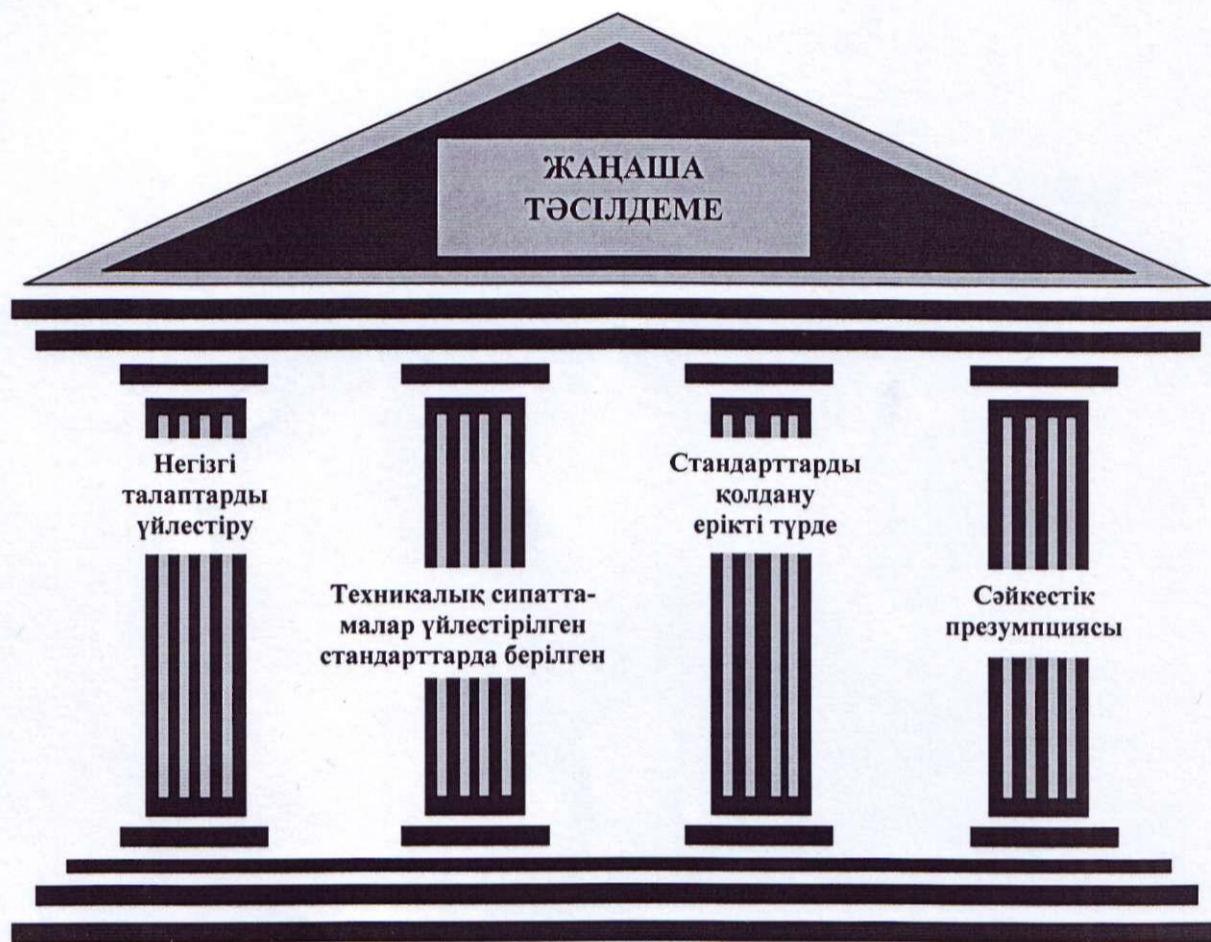 ЖАҢАША
ТӘСІЛДЕМЕ
Негізгі
талаптарды
үйлестіру
Техникалық сипатта-
малар үйлестірілген
стандарттарда берілген
Стандарттарды
қолдану
ерікті түрде
Сәйкестік
презумпциясы